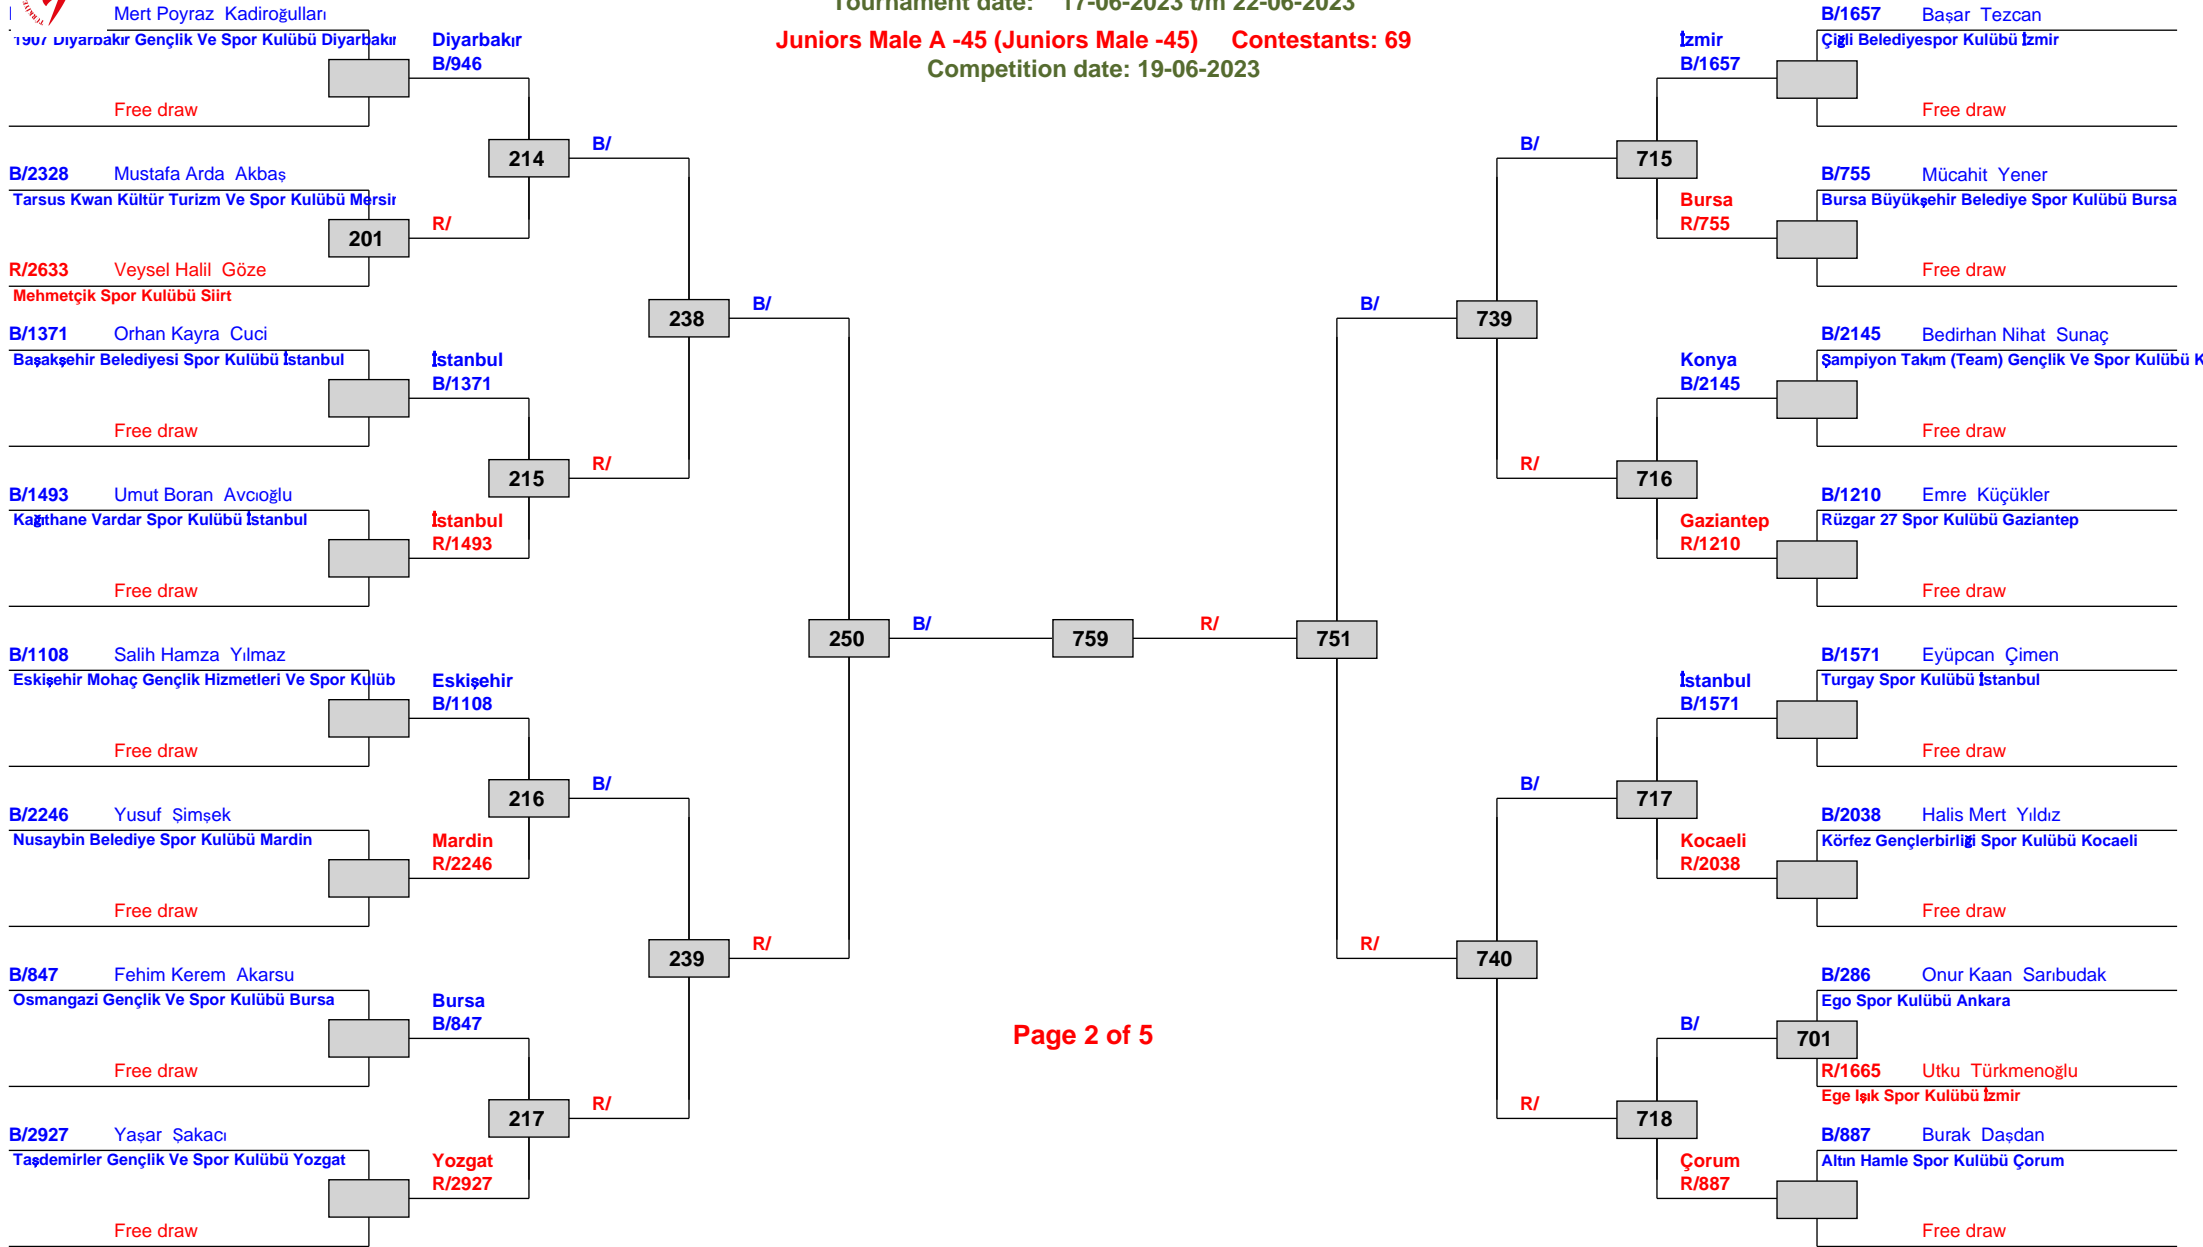 Tournament date: 17-06-2023 t/m 22-06-2023
Juniors Male A -45 (Juniors Male -45) Contestants: 69
Competition date: 19-06-2023
Mert Poyraz Kadiroğulları
1907 Diyarbakır Gençlik Ve Spor Kulübü Diyarbakır
Free draw
B/2328 Mustafa Arda Akbaş
Tarsus Kwan Kültür Turizm Ve Spor Kulübü Mersin
201
R/2633 Veysel Halil Göze
Mehmetçik Spor Kulübü Siirt
B/1371 Orhan Kayra Cuci
Başakşehir Belediyesi Spor Kulübü İstanbul
Free draw
B/1493 Umut Boran Avcıoğlu
Kağıthane Vardar Spor Kulübü İstanbul
Free draw
B/1108 Salih Hamza Yılmaz
Eskişehir Mohaç Gençlik Hizmetleri Ve Spor Kulüb
Free draw
B/2246 Yusuf Şimşek
Nusaybin Belediye Spor Kulübü Mardin
Free draw
B/847 Fehim Kerem Akarsu
Osmangazi Gençlik Ve Spor Kulübü Bursa
Free draw
B/2927 Yaşar Şakacı
Taşdemirler Gençlik Ve Spor Kulübü Yozgat
Free draw
Diyarbakır
B/946
214
R/
İstanbul
B/1371
215
İstanbul
R/1493
Eskişehir
B/1108
216
Mardin
R/2246
Bursa
B/847
217
Yozgat
R/2927
B/
238
R/
B/
239
R/
B/
250
R/
B/
759
R/
Page 2 of 5
B/
751
R/
B/
739
R/
B/
740
R/
İzmir
B/1657
715
Bursa
R/755
Konya
B/2145
716
Gaziantep
R/1210
İstanbul
B/1571
717
Kocaeli
R/2038
B/
718
Çorum
R/887
B/1657 Başar Tezcan
Çiğli Belediyespor Kulübü İzmir
Free draw
B/755 Mücahit Yener
Bursa Büyükşehir Belediye Spor Kulübü Bursa
Free draw
B/2145 Bedirhan Nihat Sunaç
Şampiyon Takım (Team) Gençlik Ve Spor Kulübü K
Free draw
B/1210 Emre Küçükler
Rüzgar 27 Spor Kulübü Gaziantep
Free draw
B/1571 Eyüpcan Çimen
Turgay Spor Kulübü İstanbul
Free draw
B/2038 Halis Mert Yıldız
Körfez Gençlerbirliği Spor Kulübü Kocaeli
Free draw
B/286 Onur Kaan Sarıbudak
Ego Spor Kulübü Ankara
701
R/1665 Utku Türkmenoğlu
Ege Işık Spor Kulübü İzmir
B/887 Burak Daşdan
Altın Hamle Spor Kulübü Çorum
Free draw